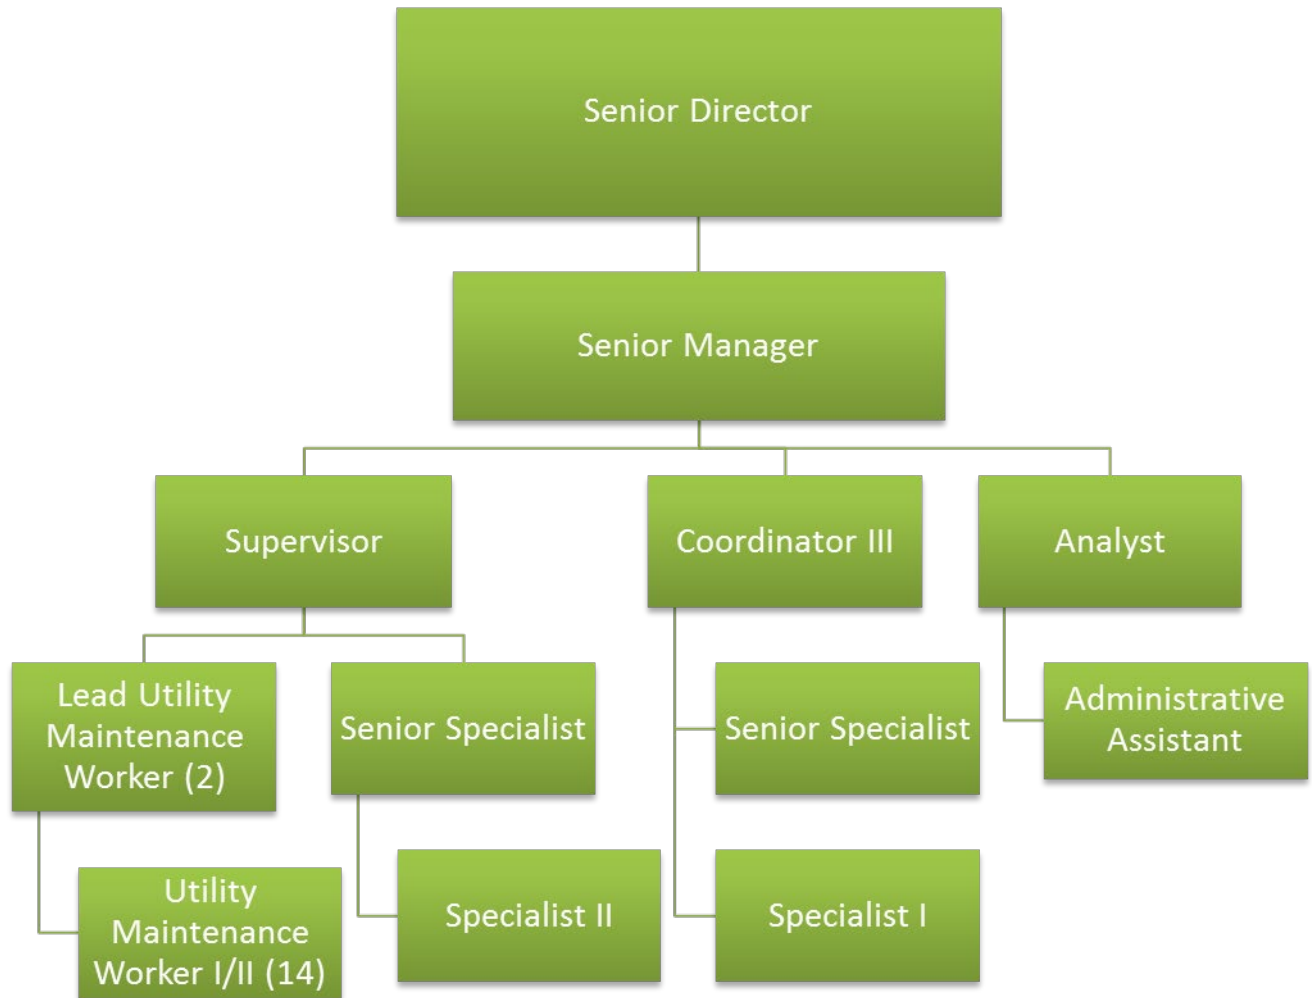 Senior Director
Senior Manager
Supervisor
Coordinator III
Analyst
Lead Utility
Maintenance
Worker (2)
Senior Specialist
Senior Specialist
Administrative
Assistant
Utility
Maintenance
Worker I/II (14)
Specialist II
Specialist I